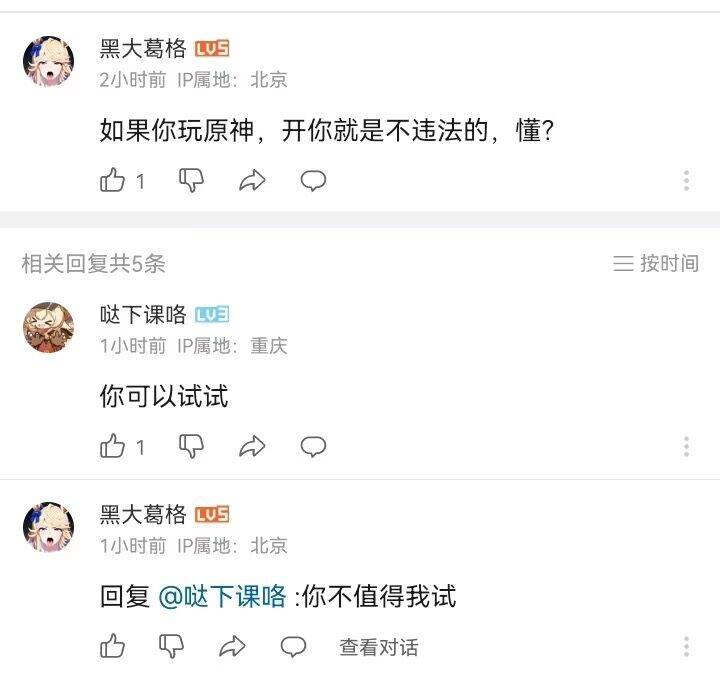 黑大葛格 LV5
2小时前 IP属地：北京
如果你玩原神，开你就是不违法的，懂？
1
相关回复共5条 按时间
哒下课咯 LV3
1小时前 IP属地：重庆
你可以试试
1
黑大葛格 LV5
1小时前 IP属地：北京
回复 @哒下课咯 :你不值得我试
查看对话